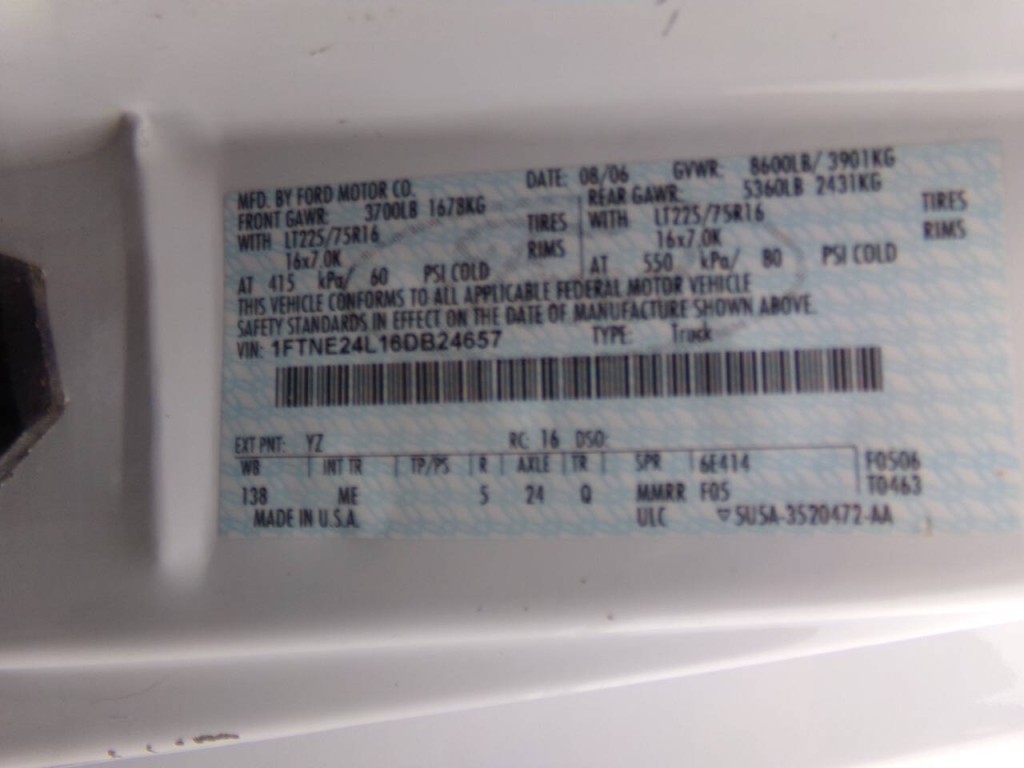 MFD. BY FORD MOTOR CO. DATE: 08/06 GVWR: 8600LB/ 3901KG
FRONT GAWR: 3700LB 1678KG REAR GAWR: 5360LB 2431KG
WITH LT225/75R16 TIRES WITH LT225/75R16 TIRES
16x7.0K RIMS 16x7.0K RIMS
AT 415 kPa/ 60 PSI COLD AT 550 kPa/ 80 PSI COLD
THIS VEHICLE CONFORMS TO ALL APPLICABLE FEDERAL MOTOR VEHICLE
SAFETY STANDARDS IN EFFECT ON THE DATE OF MANUFACTURE SHOWN ABOVE.
VIN: 1FTNE24L16DB24657 TYPE: Truck
EXT PNT: YZ RC: 16 DSO:
WB INT TR TP/PS R AXLE TR SPR 6E414 F0506
138 ME 5 24 Q MMRR F05 T0463
MADE IN U.S.A. ULC ▽5U5A-3520472-AA